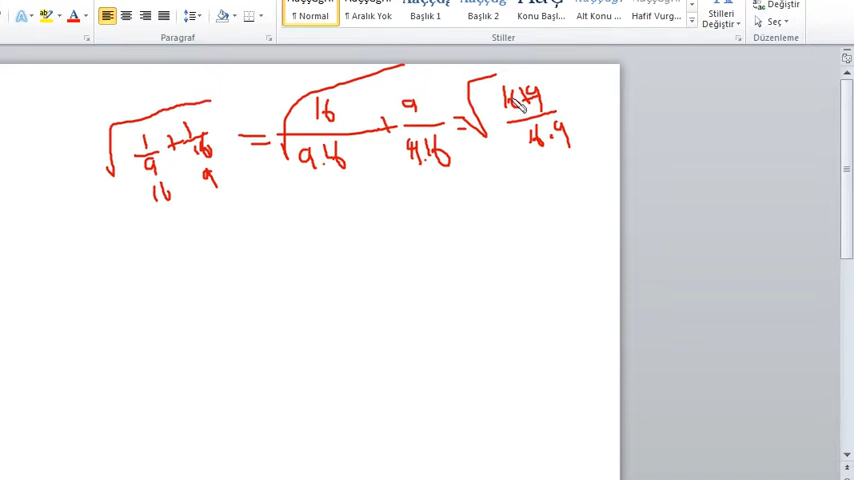 Değiştir
¶ Normal
¶ Aralık Yok
Başlık 1
Başlık 2
Konu Başl...
Alt Konu ...
Hafif Vurg...
Stilleri
Değiştir
Seç
Paragraf
Stiller
Düzenleme
√(1/9 + 1/16) = √(16/(9.16) + 9/(9.16)) = √((16+9)/(16.9))
16 9